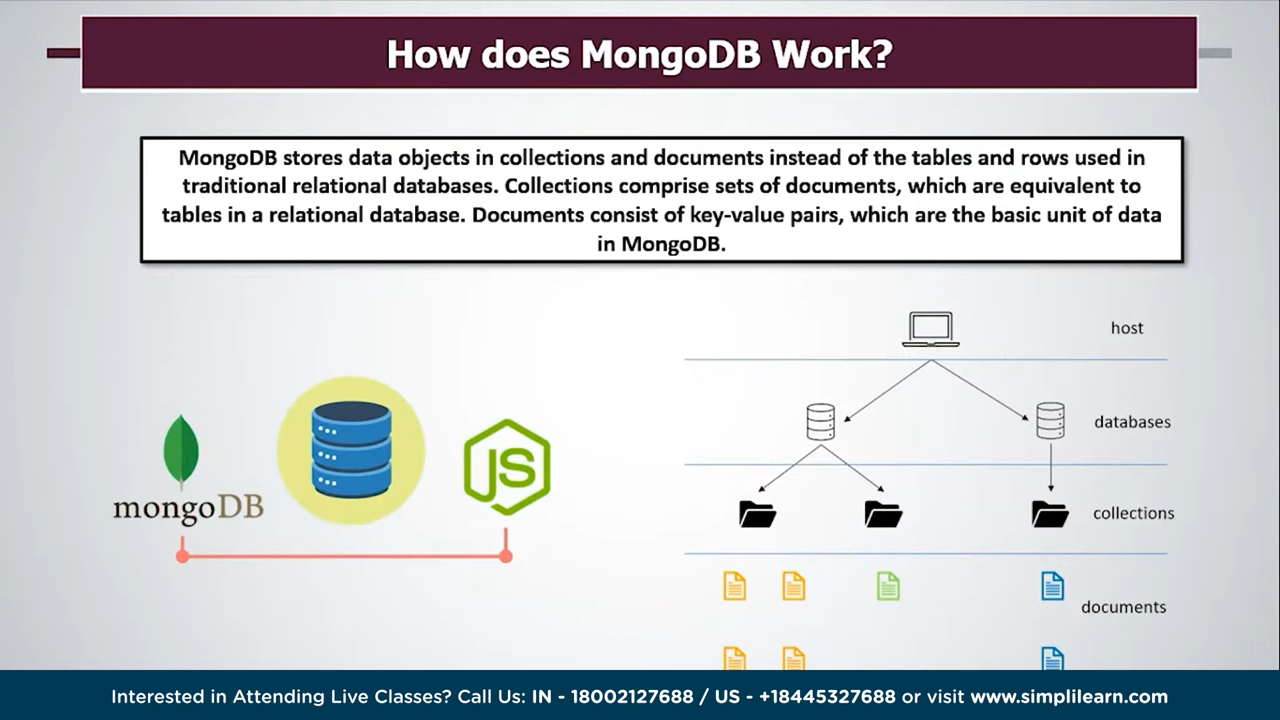 How does MongoDB Work?
MongoDB stores data objects in collections and documents instead of the tables and rows used in
traditional relational databases. Collections comprise sets of documents, which are equivalent to
tables in a relational database. Documents consist of key-value pairs, which are the basic unit of data
in MongoDB.
host
databases
collections
documents
mongoDB
JS
Interested in Attending Live Classes? Call Us: IN - 18002127688 / US - +18445327688 or visit www.simplilearn.com